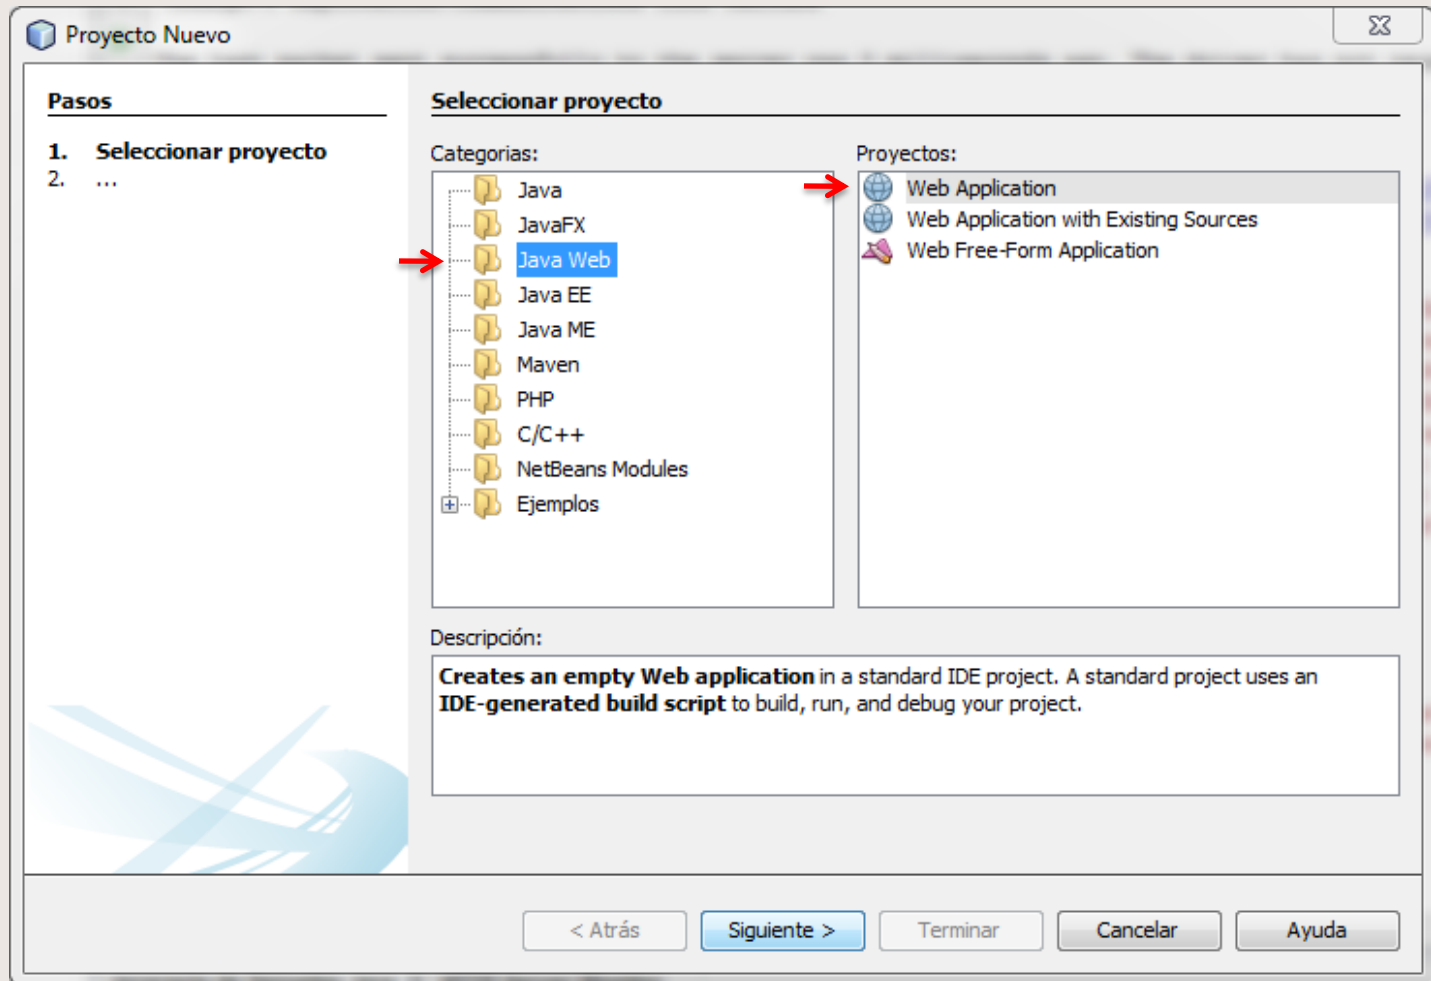 Proyecto Nuevo
Pasos
1. Seleccionar proyecto
2. ...
Seleccionar proyecto
Categorias:
Java
JavaFX
Java Web
Java EE
Java ME
Maven
PHP
C/C++
NetBeans Modules
Ejemplos
Proyectos:
Web Application
Web Application with Existing Sources
Web Free-Form Application
Descripción:
Creates an empty Web application in a standard IDE project. A standard project uses an
IDE-generated build script to build, run, and debug your project.
< Atrás
Siguiente >
Terminar
Cancelar
Ayuda